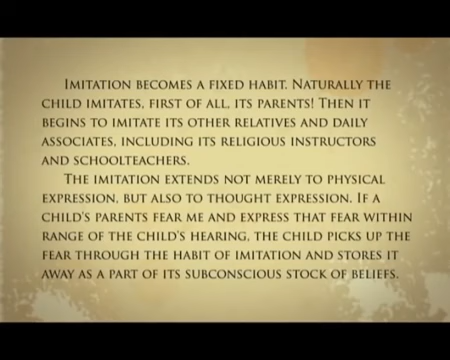 Imitation becomes a fixed habit. Naturally the
child imitates, first of all, its parents! Then it
begins to imitate its other relatives and daily
associates, including its religious instructors
and schoolteachers.
The imitation extends not merely to physical
expression, but also to thought expression. If a
child's parents fear me and express that fear within
range of the child's hearing, the child picks up the
fear through the habit of imitation and stores it
away as a part of its subconscious stock of beliefs.